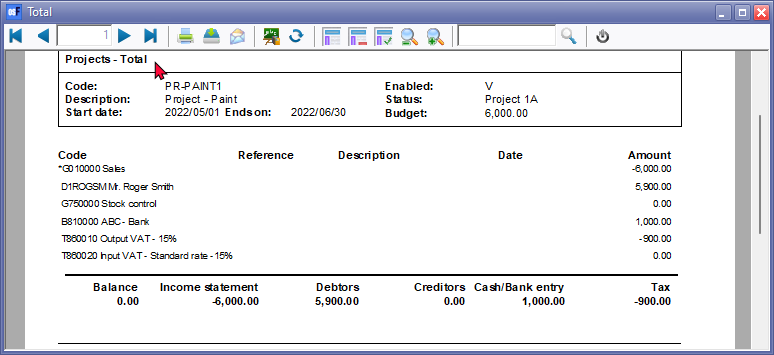 Total
1
Projects - Total
Code: PR-PAINT1 Enabled: V
Description: Project - Paint Status: Project 1A
Start date: 2022/05/01 Ends on: 2022/06/30 Budget: 6,000.00
Code Reference Description Date Amount
*G010000 Sales -6,000.00
D1ROGSM Mr. Roger Smith 5,900.00
G750000 Stock control 0.00
B810000 ABC - Bank 1,000.00
T860010 Output VAT - 15% -900.00
T860020 Input VAT - Standard rate - 15% 0.00
Balance Income statement Debtors Creditors Cash/Bank entry Tax
0.00 -6,000.00 5,900.00 0.00 1,000.00 -900.00